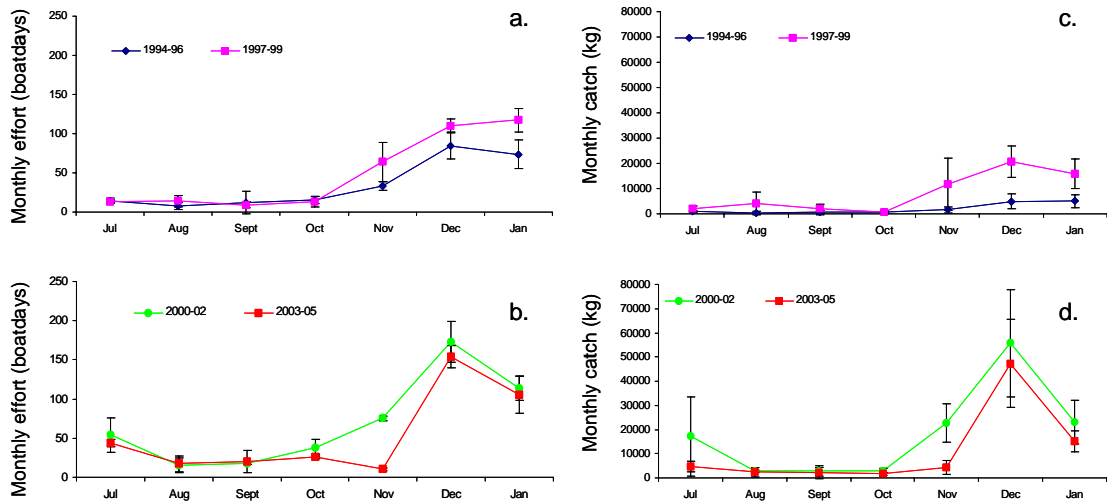 a.
Monthly effort (boatdays)
250
200
150
100
50
0
1994-96 1997-99
Jul Aug Sept Oct Nov Dec Jan
c.
Monthly catch (kg)
80000
70000
60000
50000
40000
30000
20000
10000
0
1994-96 1997-99
Jul Aug Sept Oct Nov Dec Jan
b.
Monthly effort (boatdays)
250
200
150
100
50
0
2000-02 2003-05
Jul Aug Sept Oct Nov Dec Jan
d.
Monthly catch (kg)
80000
70000
60000
50000
40000
30000
20000
10000
0
2000-02 2003-05
Jul Aug Sept Oct Nov Dec Jan